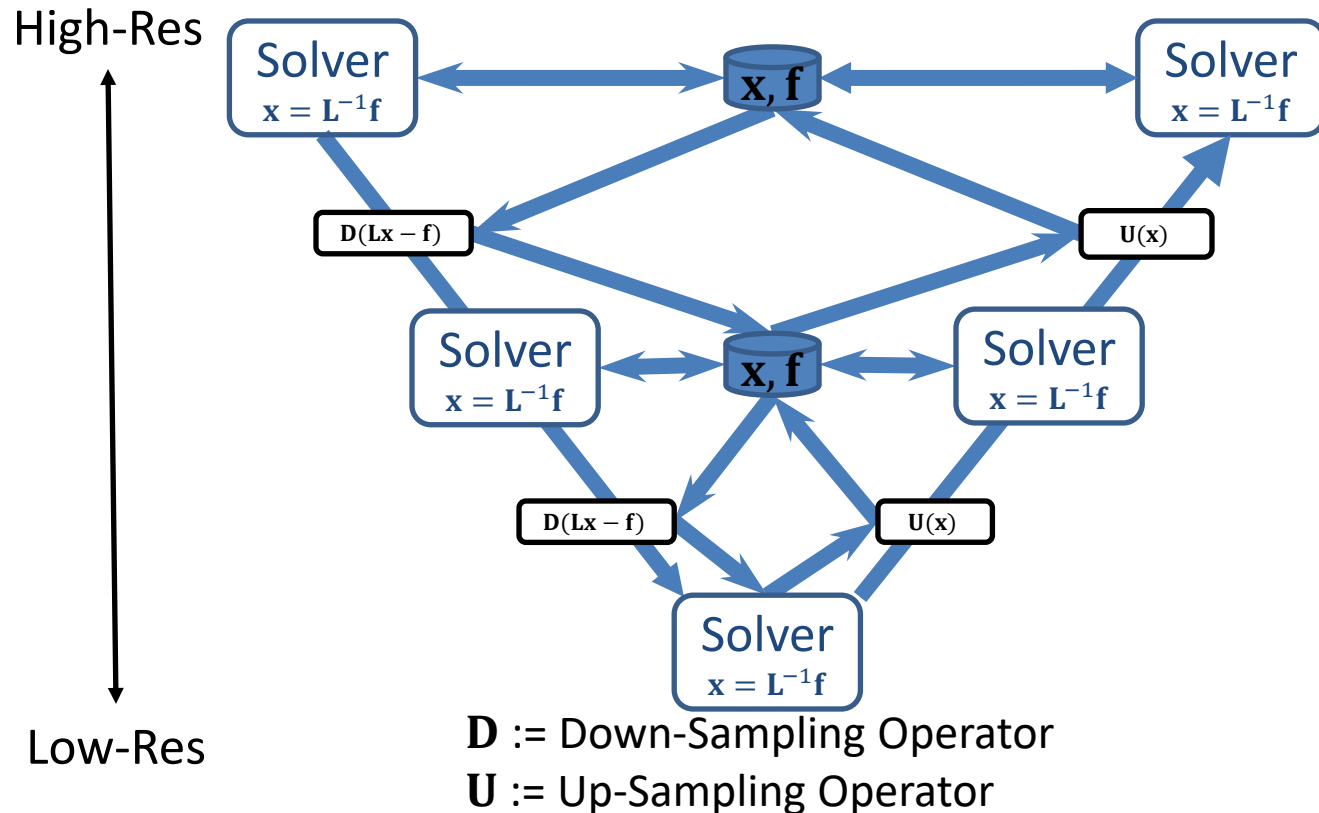 High-Res
Solver
x = L⁻¹f
x, f
Solver
x = L⁻¹f
D(Lx − f)
U(x)
Solver
x = L⁻¹f
x, f
Solver
x = L⁻¹f
D(Lx − f)
U(x)
Solver
x = L⁻¹f
Low-Res
D := Down-Sampling Operator
U := Up-Sampling Operator